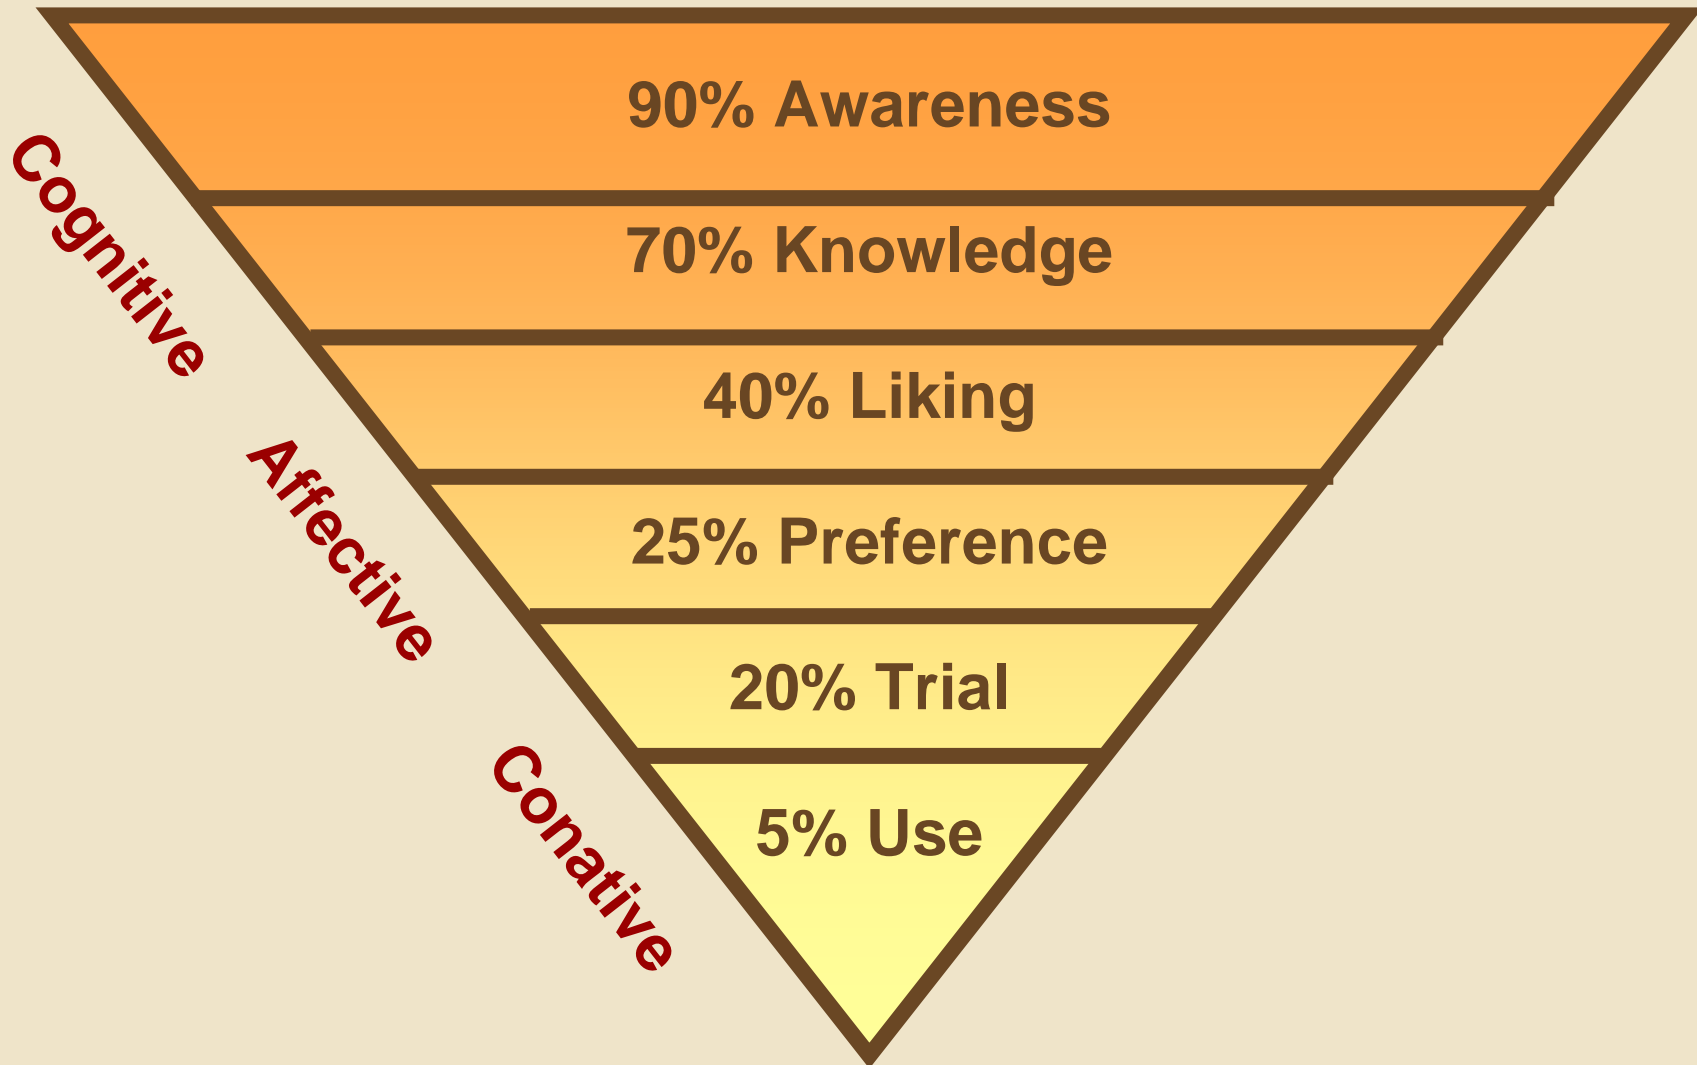 90% Awareness
70% Knowledge
40% Liking
25% Preference
20% Trial
5% Use
Cognitive
Affective
Conative